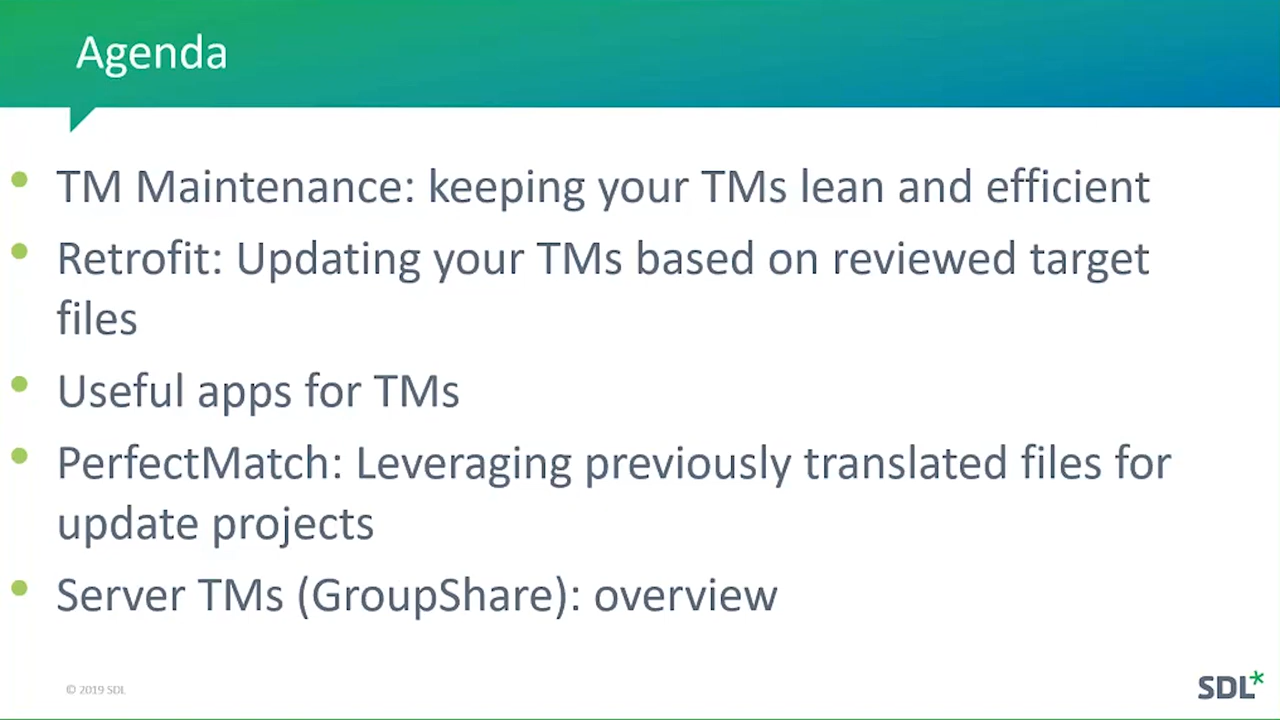 Agenda
• TM Maintenance: keeping your TMs lean and efficient
• Retrofit: Updating your TMs based on reviewed target
files
• Useful apps for TMs
• PerfectMatch: Leveraging previously translated files for
update projects
• Server TMs (GroupShare): overview
© 2019 SDL
SDL*